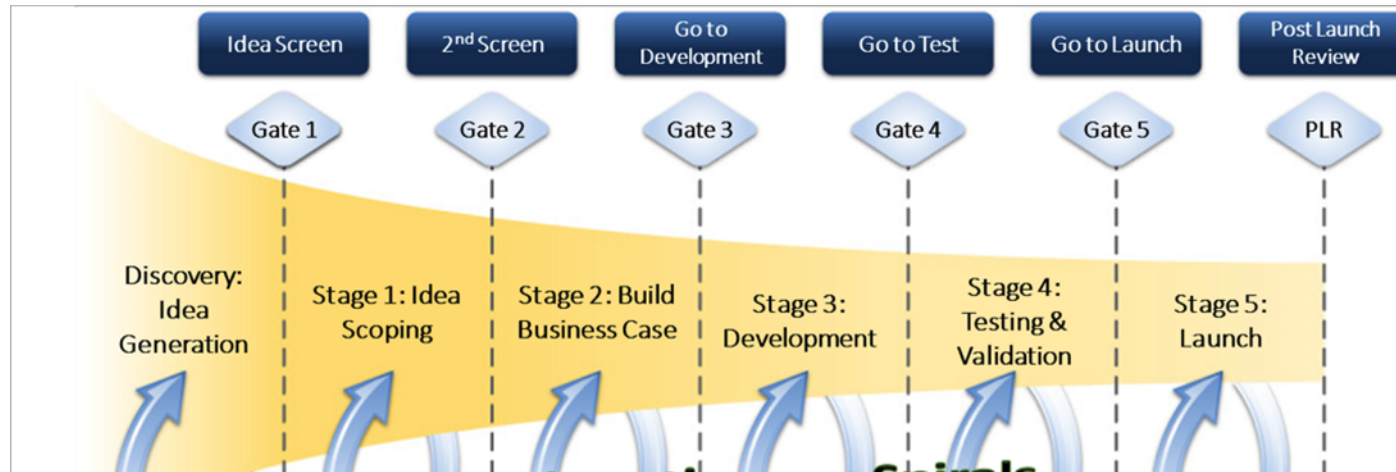 Idea Screen
2nd Screen
Go to
Development
Go to Test
Go to Launch
Post Launch
Review
Gate 1
Gate 2
Gate 3
Gate 4
Gate 5
PLR
Discovery:
Idea
Generation
Stage 1: Idea
Scoping
Stage 2: Build
Business Case
Stage 3:
Development
Stage 4:
Testing &
Validation
Stage 5:
Launch
Spirals